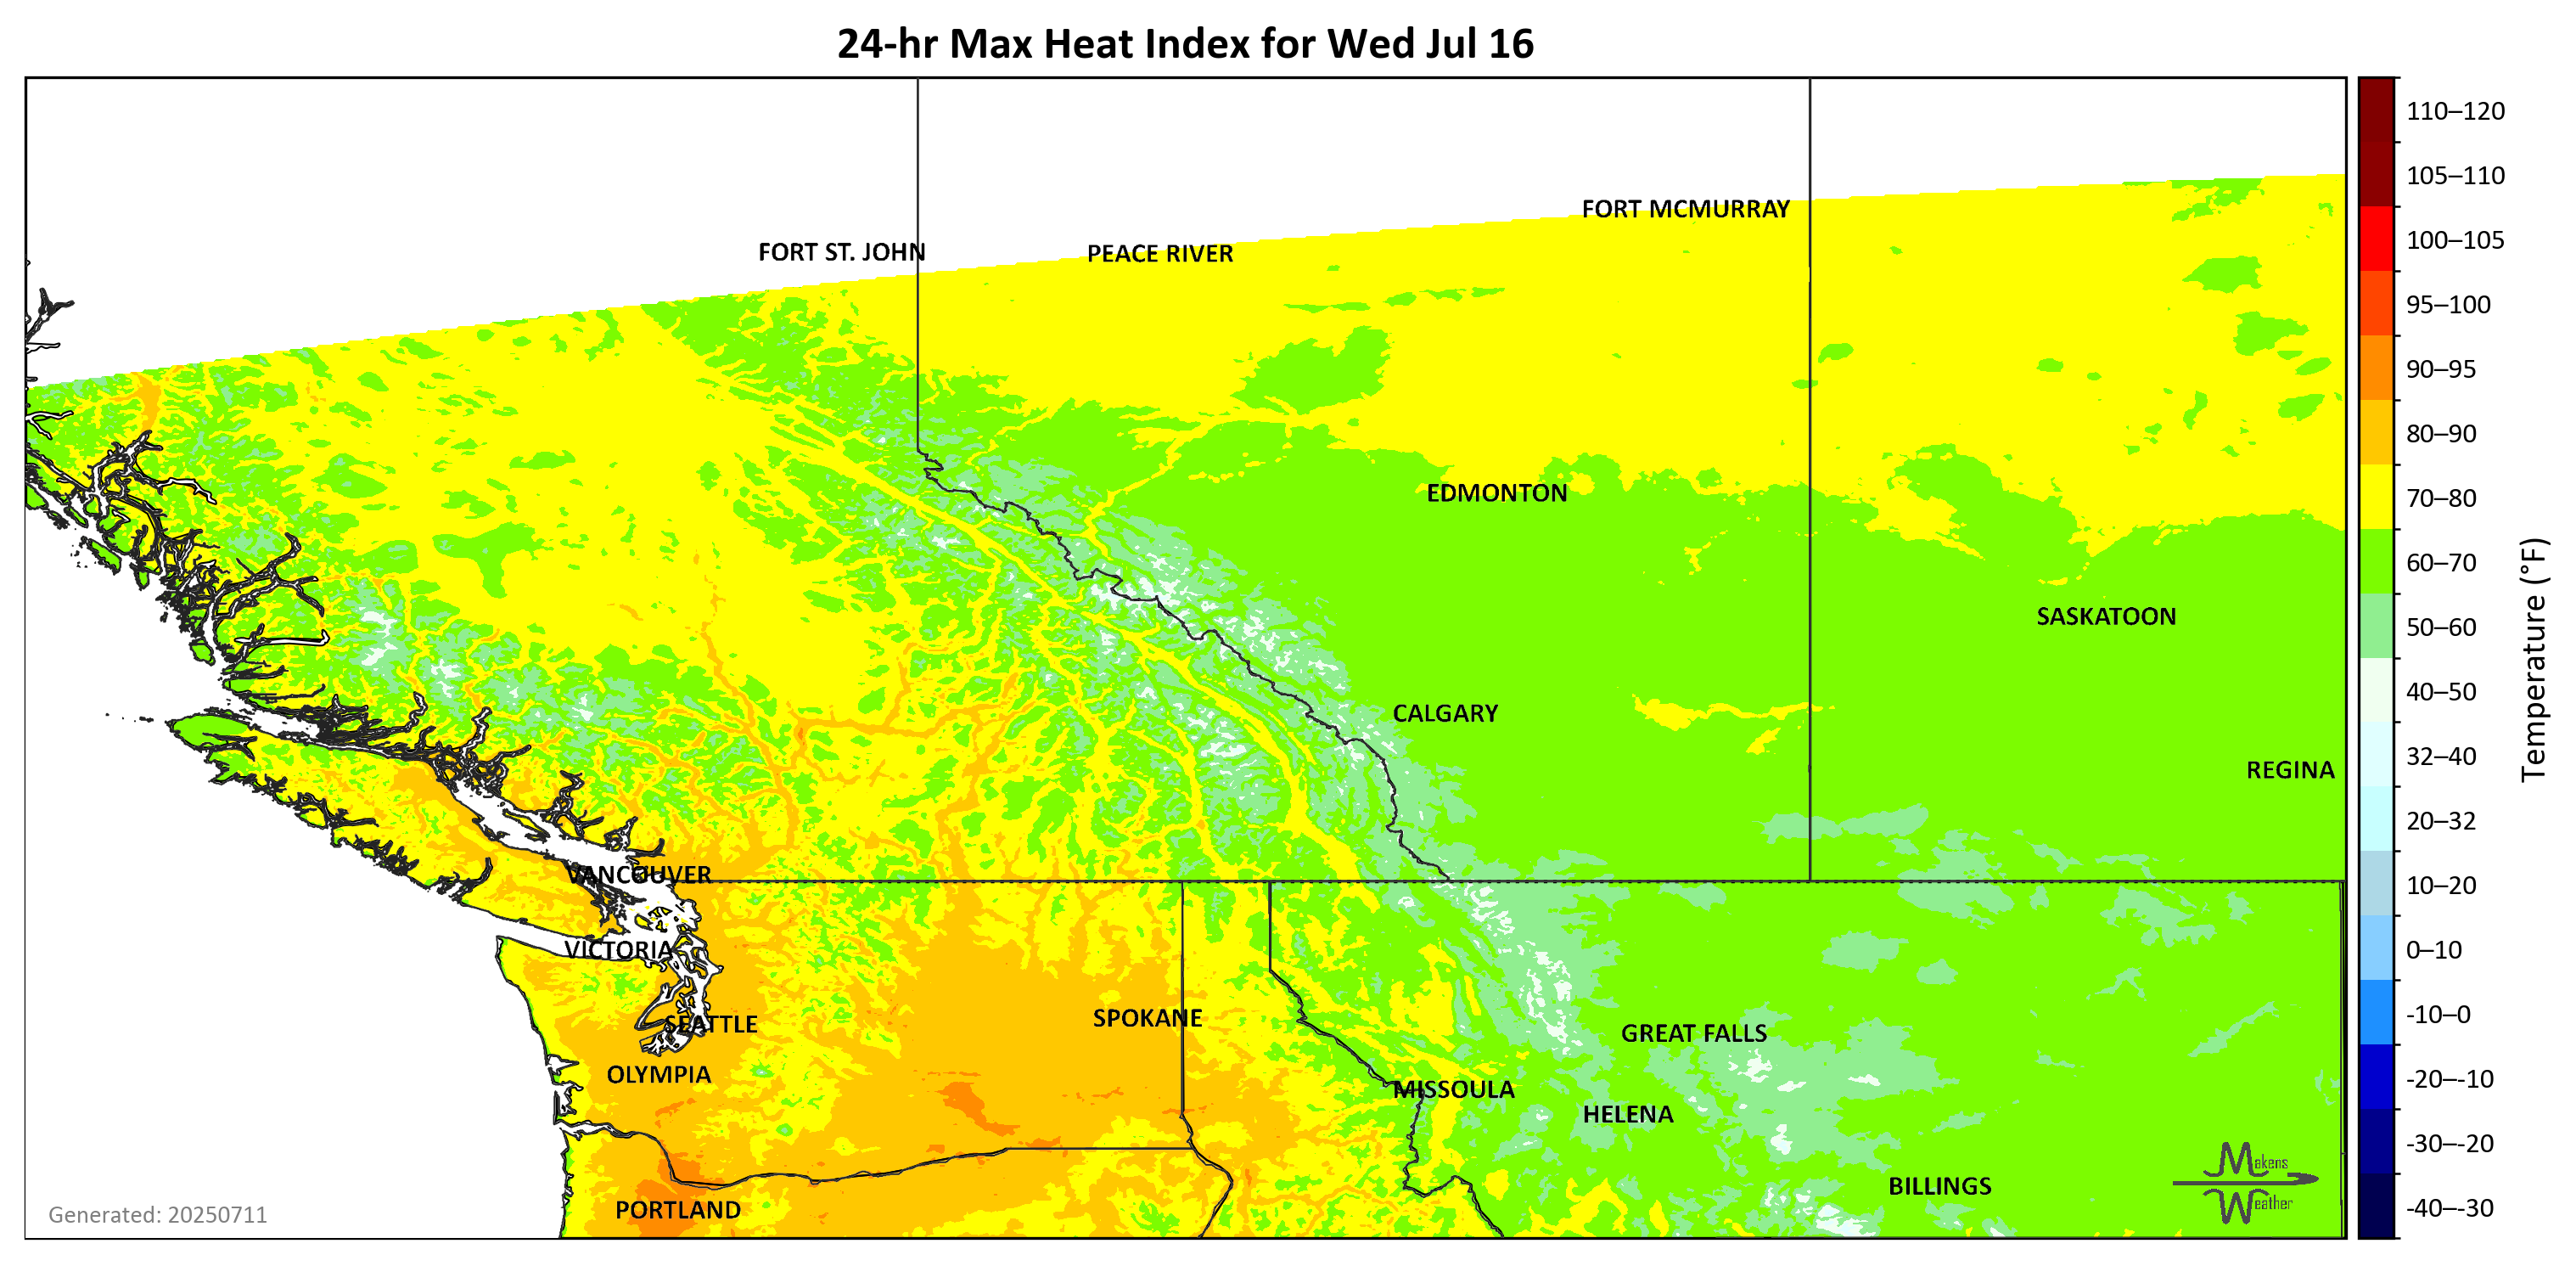 24-hr Max Heat Index for Wed Jul 16
FORT MCMURRAY
FORT ST. JOHN
PEACE RIVER
EDMONTON
SASKATOON
CALGARY
REGINA
VANCOUVER
VICTORIA
SEATTLE
SPOKANE
GREAT FALLS
OLYMPIA
MISSOULA
HELENA
BILLINGS
PORTLAND
Makens
Weather
Generated: 20250711
110–120
105–110
100–105
95–100
90–95
80–90
70–80
60–70
50–60
40–50
32–40
20–32
10–20
0–10
-10–0
-20–-10
-30–-20
-40–-30
Temperature (°F)